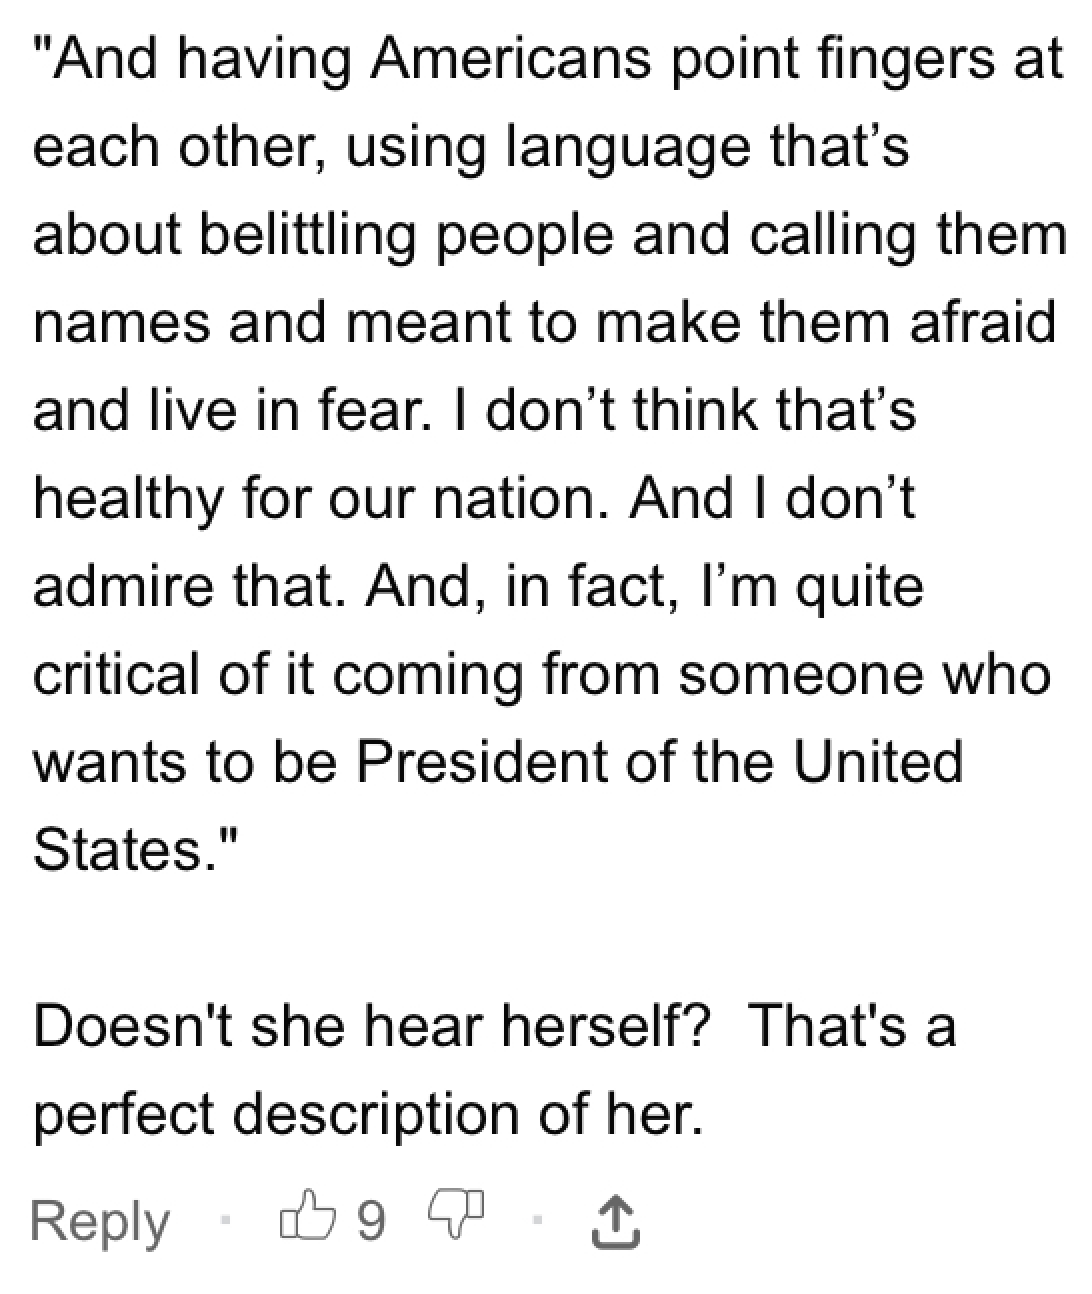 "And having Americans point fingers at
each other, using language that’s
about belittling people and calling them
names and meant to make them afraid
and live in fear. I don’t think that’s
healthy for our nation. And I don’t
admire that. And, in fact, I’m quite
critical of it coming from someone who
wants to be President of the United
States."
Doesn't she hear herself?  That's a
perfect description of her.
Reply · 9 ·